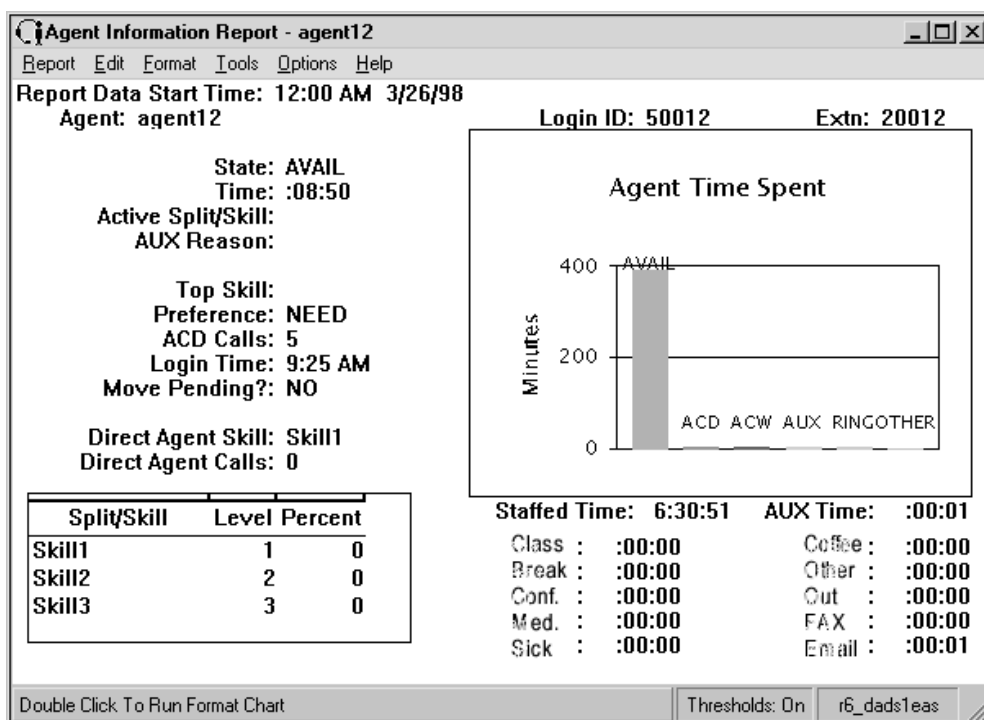 Agent Information Report - agent12
Report Edit Format Tools Options Help
Report Data Start Time: 12:00 AM 3/26/98
Agent: agent12
Login ID: 50012 Extn: 20012
State: AVAIL
Time: :08:50
Active Split/Skill:
AUX Reason:
Top Skill:
Preference: NEED
ACD Calls: 5
Login Time: 9:25 AM
Move Pending?: NO
Direct Agent Skill: Skill1
Direct Agent Calls: 0
Split/Skill Level Percent
Skill1 1 0
Skill2 2 0
Skill3 3 0
Agent Time Spent
Minutes
400
200
0
AVAIL
ACD ACW AUX RING OTHER
Staffed Time: 6:30:51 AUX Time: :00:01
Class : :00:00 Coffee : :00:00
Break : :00:00 Other : :00:00
Conf. : :00:00 Out : :00:00
Med. : :00:00 FAX : :00:00
Sick : :00:00 Email : :00:01
Double Click To Run Format Chart Thresholds: On r6_dads1eas